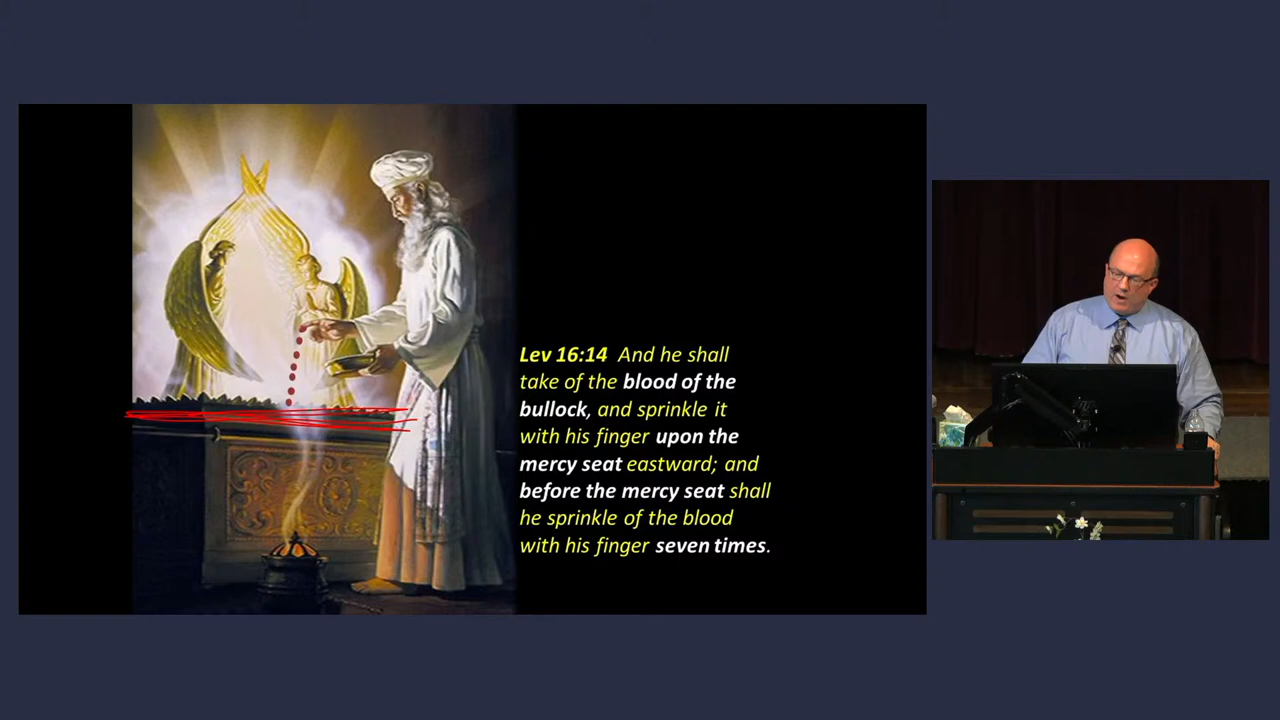 Lev 16:14 And he shall
take of the blood of the
bullock, and sprinkle it
with his finger upon the
mercy seat eastward; and
before the mercy seat shall
he sprinkle of the blood
with his finger seven times.